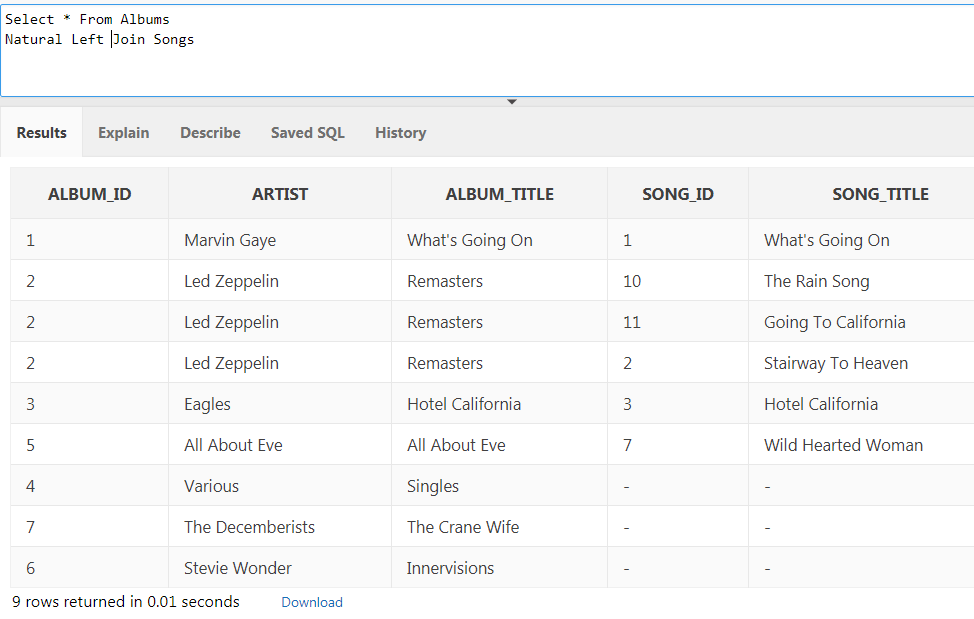 Select * From Albums
Natural Left Join Songs
Results Explain Describe Saved SQL History
ALBUM_ID ARTIST ALBUM_TITLE SONG_ID SONG_TITLE
1 Marvin Gaye What's Going On 1 What's Going On
2 Led Zeppelin Remasters 10 The Rain Song
2 Led Zeppelin Remasters 11 Going To California
2 Led Zeppelin Remasters 2 Stairway To Heaven
3 Eagles Hotel California 3 Hotel California
5 All About Eve All About Eve 7 Wild Hearted Woman
4 Various Singles - -
7 The Decemberists The Crane Wife - -
6 Stevie Wonder Innervisions - -
9 rows returned in 0.01 seconds Download